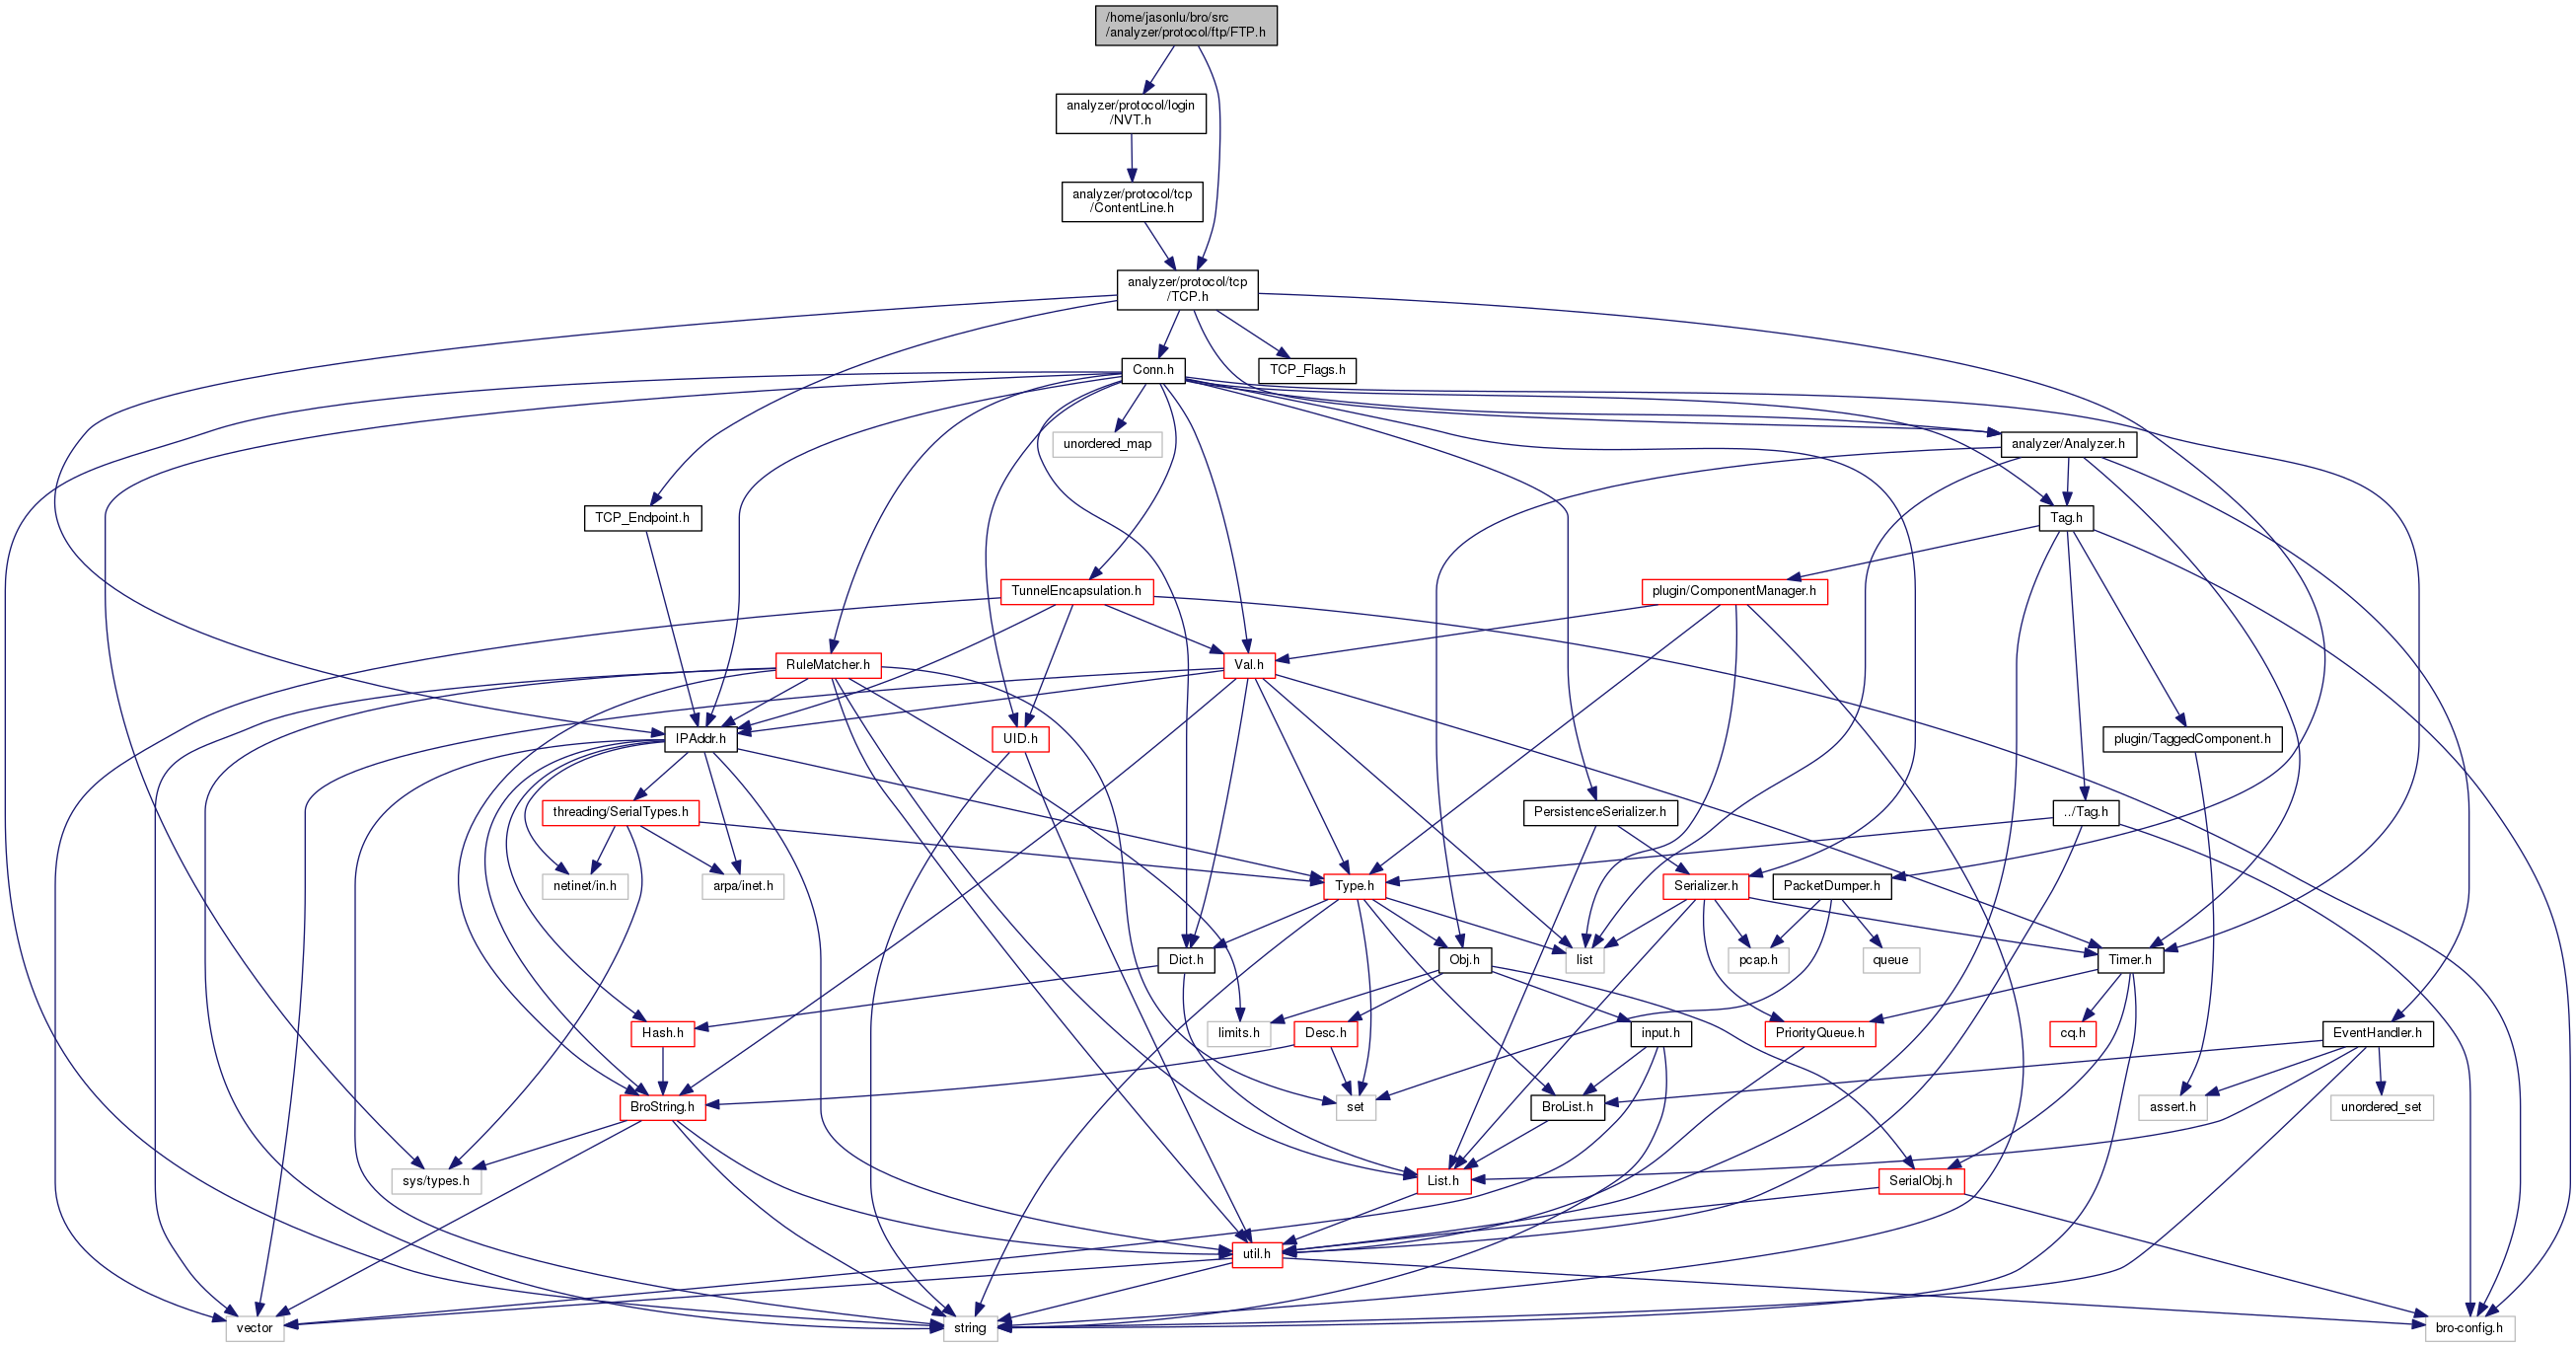 /home/jasonlu/bro/src
/analyzer/protocol/ftp/FTP.h
analyzer/protocol/login
/NVT.h
analyzer/protocol/tcp
/ContentLine.h
analyzer/protocol/tcp
/TCP.h
Conn.h
TCP_Flags.h
unordered_map
analyzer/Analyzer.h
TCP_Endpoint.h
Tag.h
TunnelEncapsulation.h
plugin/ComponentManager.h
RuleMatcher.h
Val.h
IPAddr.h
UID.h
plugin/TaggedComponent.h
threading/SerialTypes.h
PersistenceSerializer.h
../Tag.h
netinet/in.h
arpa/inet.h
Type.h
Serializer.h
PacketDumper.h
Dict.h
Obj.h
list
pcap.h
queue
Timer.h
Hash.h
limits.h
Desc.h
input.h
PriorityQueue.h
cq.h
EventHandler.h
BroString.h
set
BroList.h
assert.h
unordered_set
sys/types.h
List.h
SerialObj.h
util.h
vector
string
bro-config.h